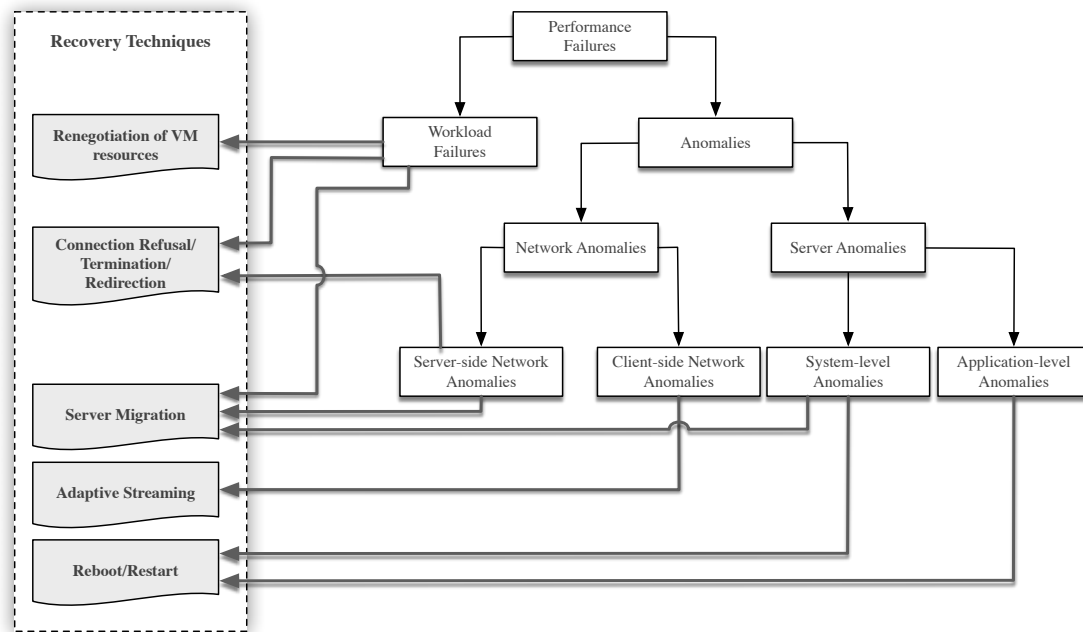 Recovery Techniques
Renegotiation of VM
resources
Connection Refusal/
Termination/
Redirection
Server Migration
Adaptive Streaming
Reboot/Restart
Performance
Failures
Workload
Failures
Anomalies
Network Anomalies
Server Anomalies
Server-side Network
Anomalies
Client-side Network
Anomalies
System-level
Anomalies
Application-level
Anomalies